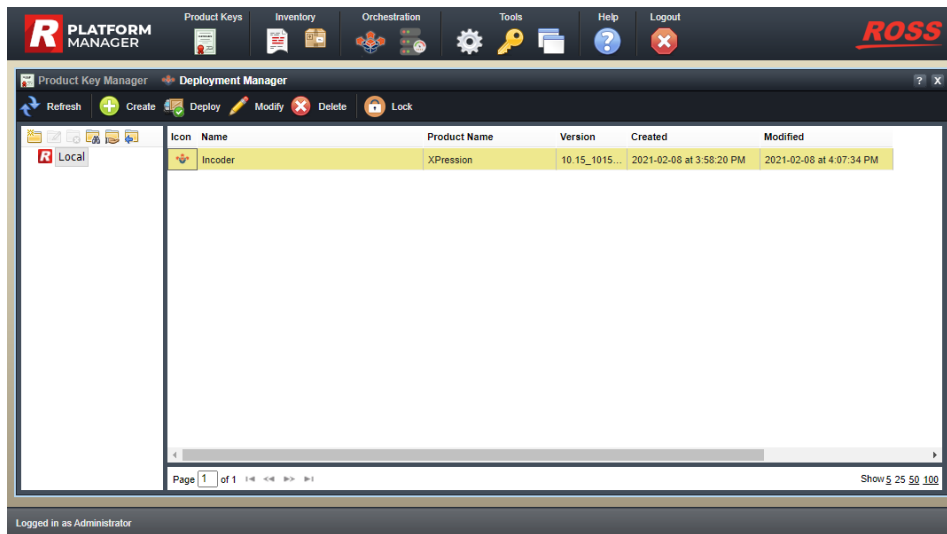 Product Keys Inventory Orchestration Tools Help Logout
R PLATFORM MANAGER
ROSS
Product Key Manager Deployment Manager ? X
Refresh Create Deploy Modify Delete Lock
Icon Name Product Name Version Created Modified
R Local
Incoder XPression 10.15_1015... 2021-02-08 at 3:58:20 PM 2021-02-08 at 4:07:34 PM
Page 1 of 1 Show 5 25 50 100
Logged in as Administrator